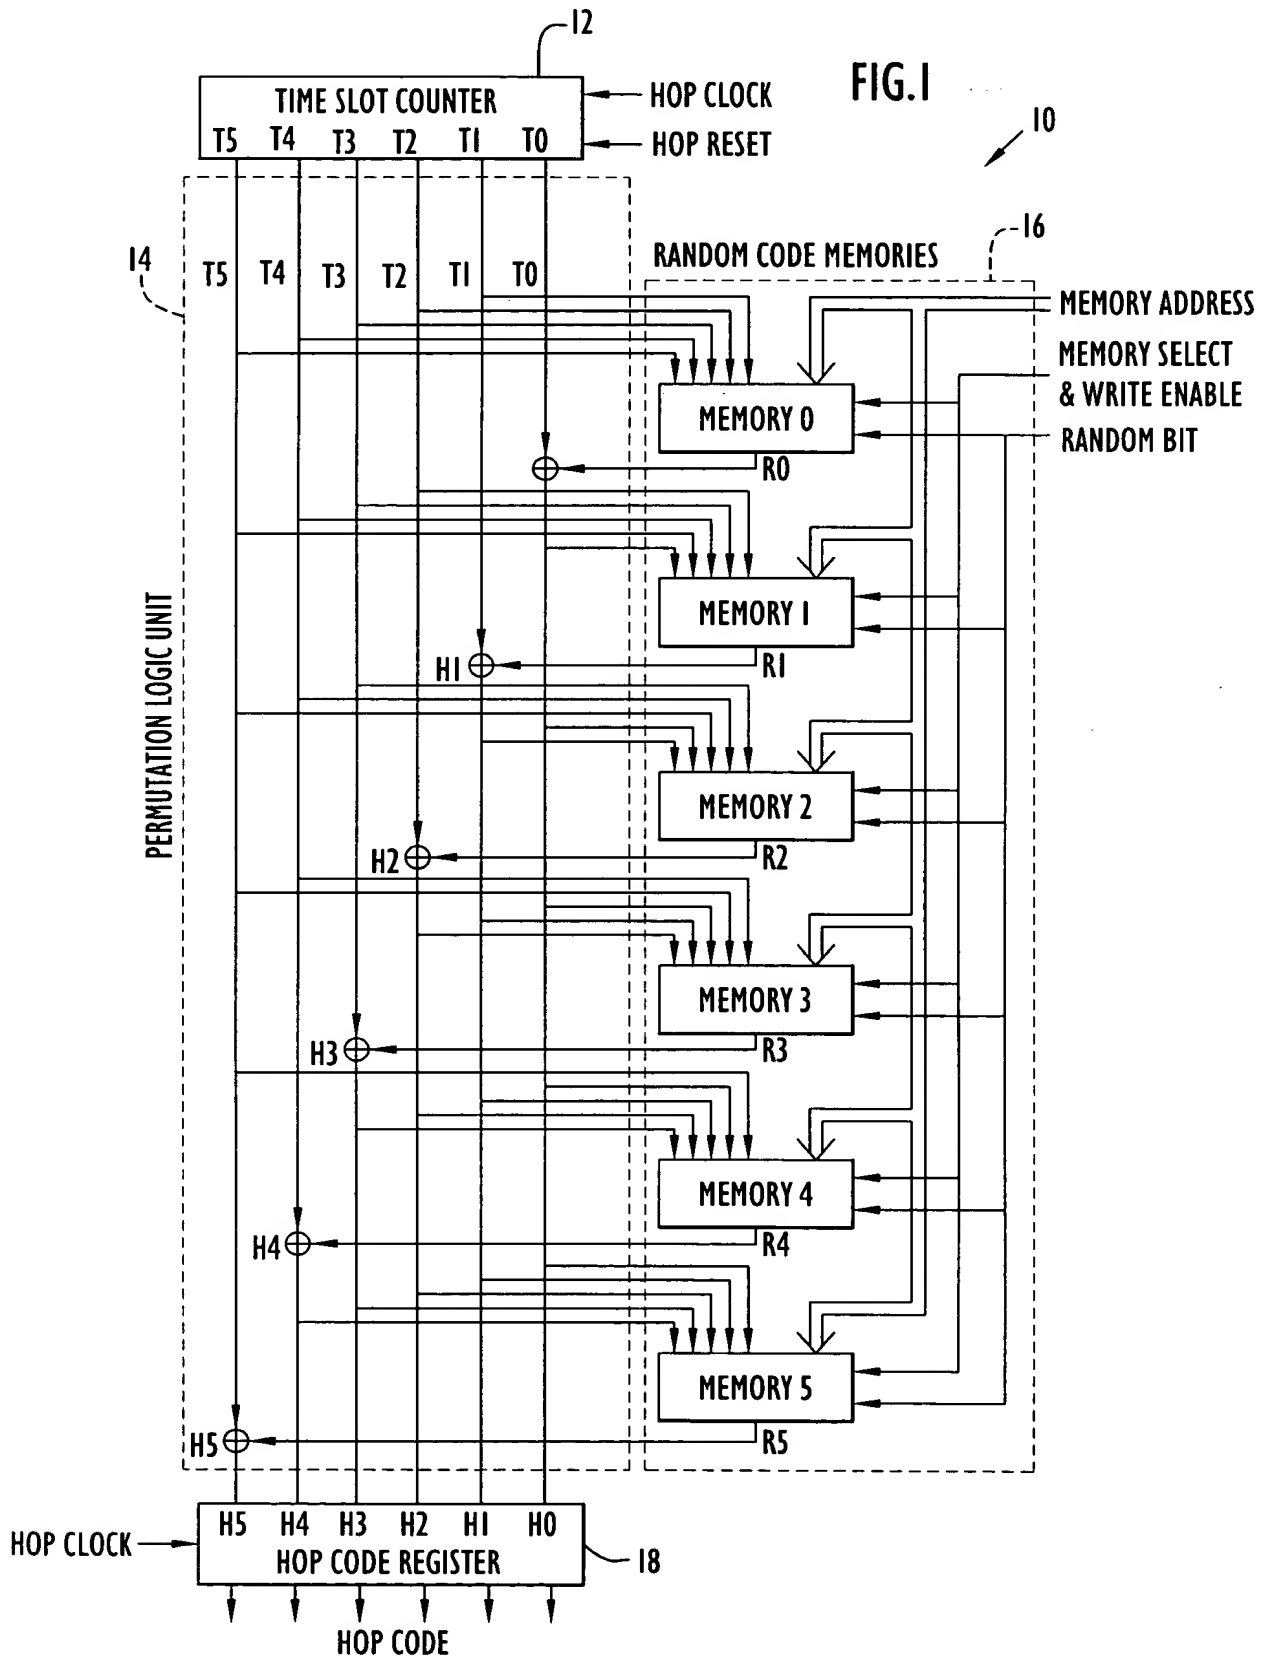 12
TIME SLOT COUNTER
T5 T4 T3 T2 T1 T0
HOP CLOCK
HOP RESET
FIG.1
10
14
T5 T4 T3 T2 T1 T0
RANDOM CODE MEMORIES
16
MEMORY ADDRESS
MEMORY SELECT
& WRITE ENABLE
RANDOM BIT
MEMORY 0
R0
MEMORY 1
H1
R1
PERMUTATION LOGIC UNIT
MEMORY 2
H2
R2
MEMORY 3
H3
R3
MEMORY 4
H4
R4
MEMORY 5
H5
R5
H5 H4 H3 H2 H1 H0
HOP CLOCK
HOP CODE REGISTER
18
HOP CODE